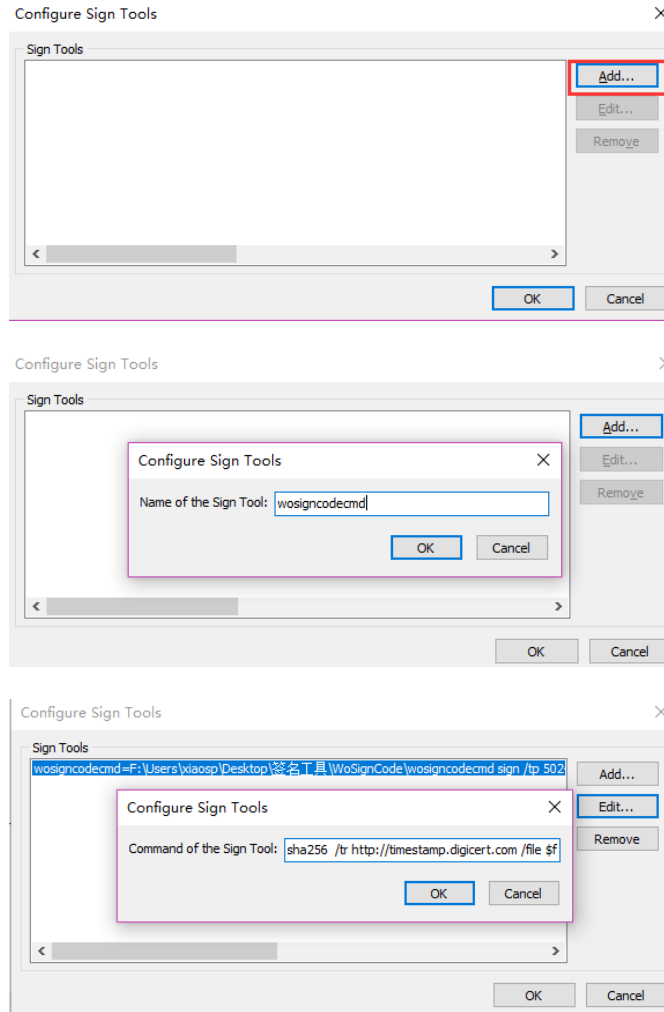 Configure Sign Tools
Sign Tools
Add...
Edit...
Remove
OK Cancel
Configure Sign Tools
Sign Tools
Add...
Configure Sign Tools
Edit...
Name of the Sign Tool: wosigncodecmd
Remove
OK Cancel
OK Cancel
Configure Sign Tools
Sign Tools
wosigncodecmd=F:\Users\xiaosp\Desktop\签名工具\WoSignCode\wosigncodecmd sign /tp 502
Add...
Configure Sign Tools
Edit...
Command of the Sign Tool: sha256 /tr http://timestamp.digicert.com /file $f
Remove
OK Cancel
OK Cancel